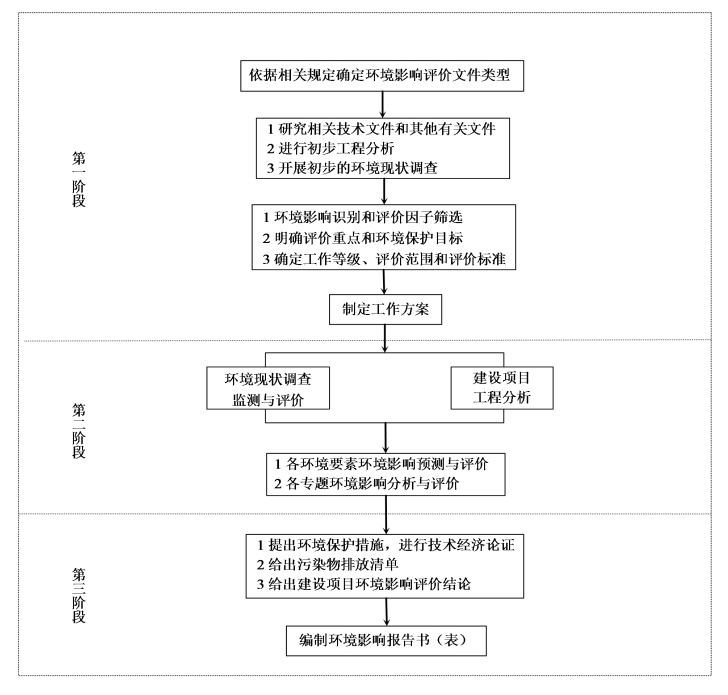 第一阶段
依据相关规定确定环境影响评价文件类型
1 研究相关技术文件和其他有关文件
2 进行初步工程分析
3 开展初步的环境现状调查
1 环境影响识别和评价因子筛选
2 明确评价重点和环境保护目标
3 确定工作等级、评价范围和评价标准
制定工作方案
第二阶段
环境现状调查
监测与评价
建设项目
工程分析
1 各环境要素环境影响预测与评价
2 各专题环境影响分析与评价
第三阶段
1 提出环境保护措施，进行技术经济论证
2 给出污染物排放清单
3 给出建设项目环境影响评价结论
编制环境影响报告书（表）